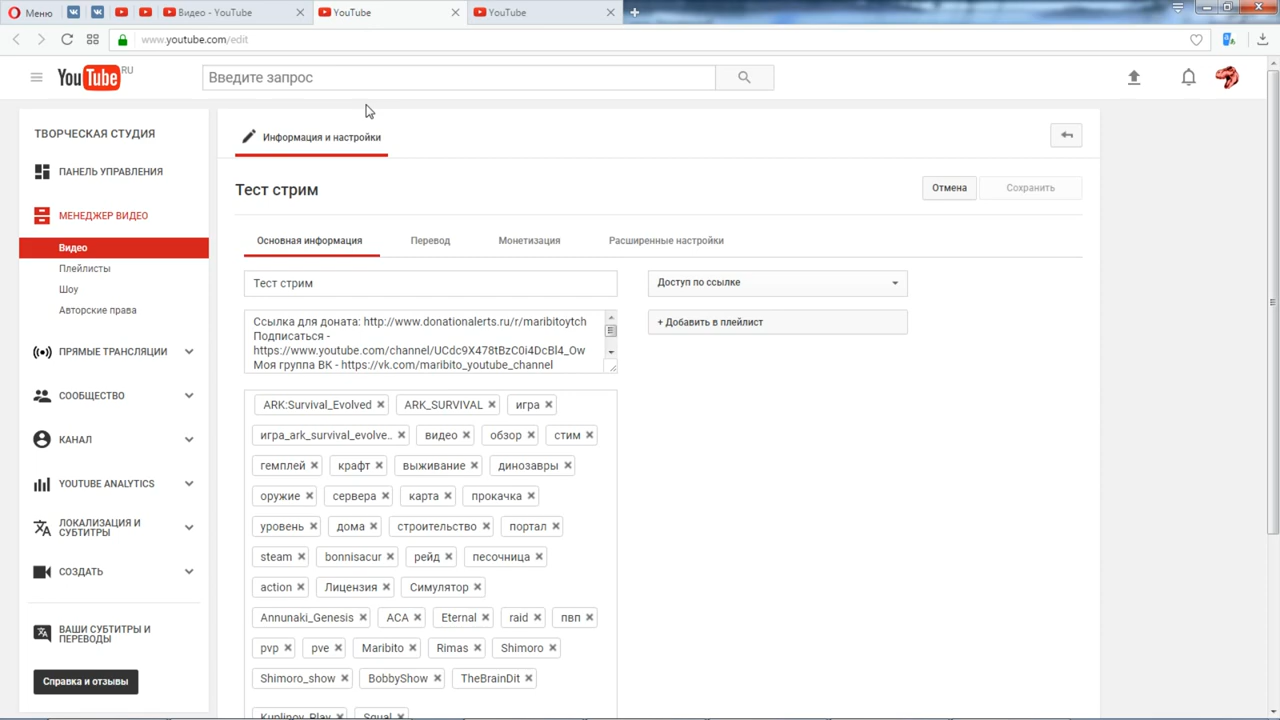 Меню
Видео - YouTube
YouTube
YouTube
www.youtube.com/edit
YouTube RU
Введите запрос
ТВОРЧЕСКАЯ СТУДИЯ
ПАНЕЛЬ УПРАВЛЕНИЯ
МЕНЕДЖЕР ВИДЕО
Видео
Плейлисты
Шоу
Авторские права
ПРЯМЫЕ ТРАНСЛЯЦИИ
СООБЩЕСТВО
КАНАЛ
YOUTUBE ANALYTICS
ЛОКАЛИЗАЦИЯ И
СУБТИТРЫ
СОЗДАТЬ
ВАШИ СУБТИТРЫ И
ПЕРЕВОДЫ
Справка и отзывы
Информация и настройки
Тест стрим
Отмена
Сохранить
Основная информация
Перевод
Монетизация
Расширенные настройки
Тест стрим
Доступ по ссылке
Ссылка для доната: http://www.donationalerts.ru/r/maribitoytch
Подписаться -
https://www.youtube.com/channel/UCdc9X478tBzC0i4DcBl4_Ow
Моя группа ВК - https://vk.com/maribito_youtube_channel
+ Добавить в плейлист
ARK:Survival_Evolved ARK_SURVIVAL игра
игра_ark_survival_evolve.. видео обзор стим
гемплей крафт выживание динозавры
оружие сервера карта прокачка
уровень дома строительство портал
steam bonnisacur рейд песочница
action Лицензия Симулятор
Annunaki_Genesis ACA Eternal raid пвп
pvp pve Maribito Rimas Shimoro
Shimoro_show BobbyShow TheBrainDit
Kuplinov_Play Squal